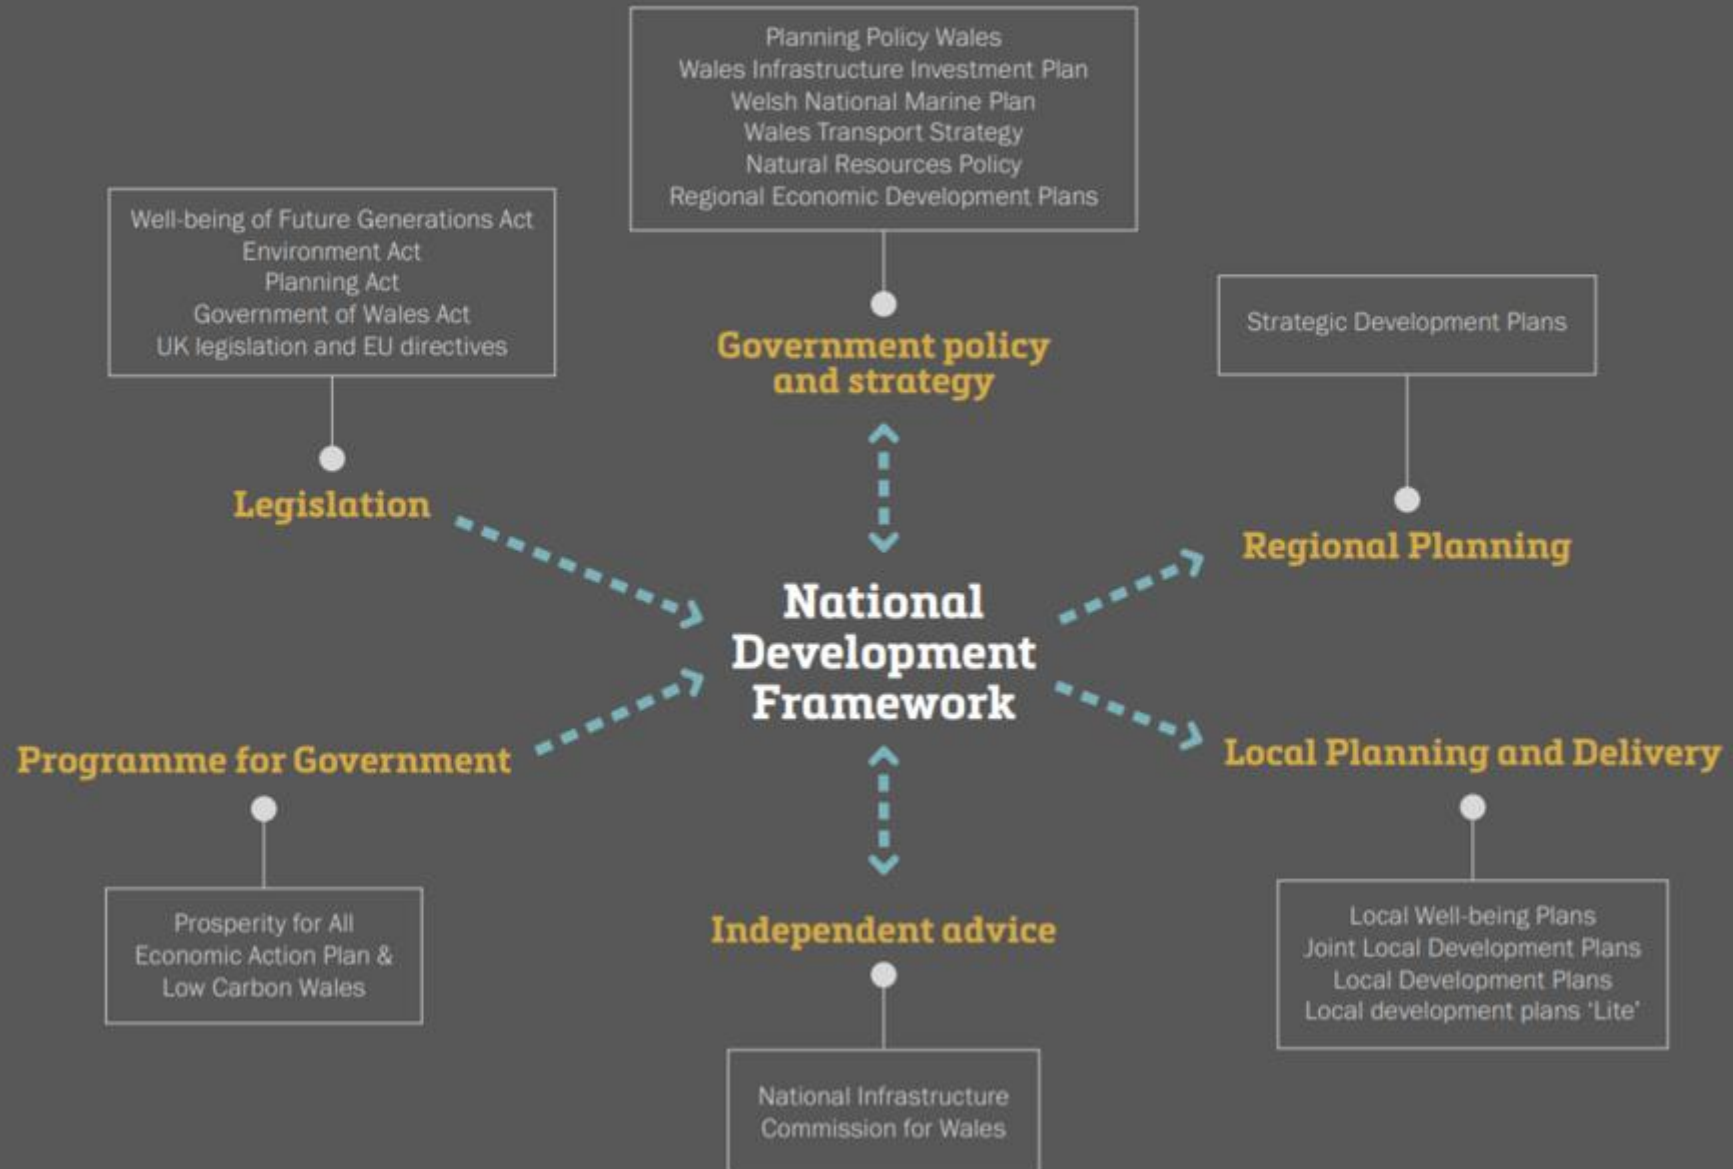 Planning Policy Wales
Wales Infrastructure Investment Plan
Welsh National Marine Plan
Wales Transport Strategy
Natural Resources Policy
Regional Economic Development Plans
Government policy
and strategy
Well-being of Future Generations Act
Environment Act
Planning Act
Government of Wales Act
UK legislation and EU directives
Legislation
Strategic Development Plans
Regional Planning
National
Development
Framework
Programme for Government
Prosperity for All
Economic Action Plan &
Low Carbon Wales
Independent advice
National Infrastructure
Commission for Wales
Local Planning and Delivery
Local Well-being Plans
Joint Local Development Plans
Local Development Plans
Local development plans ‘Lite’